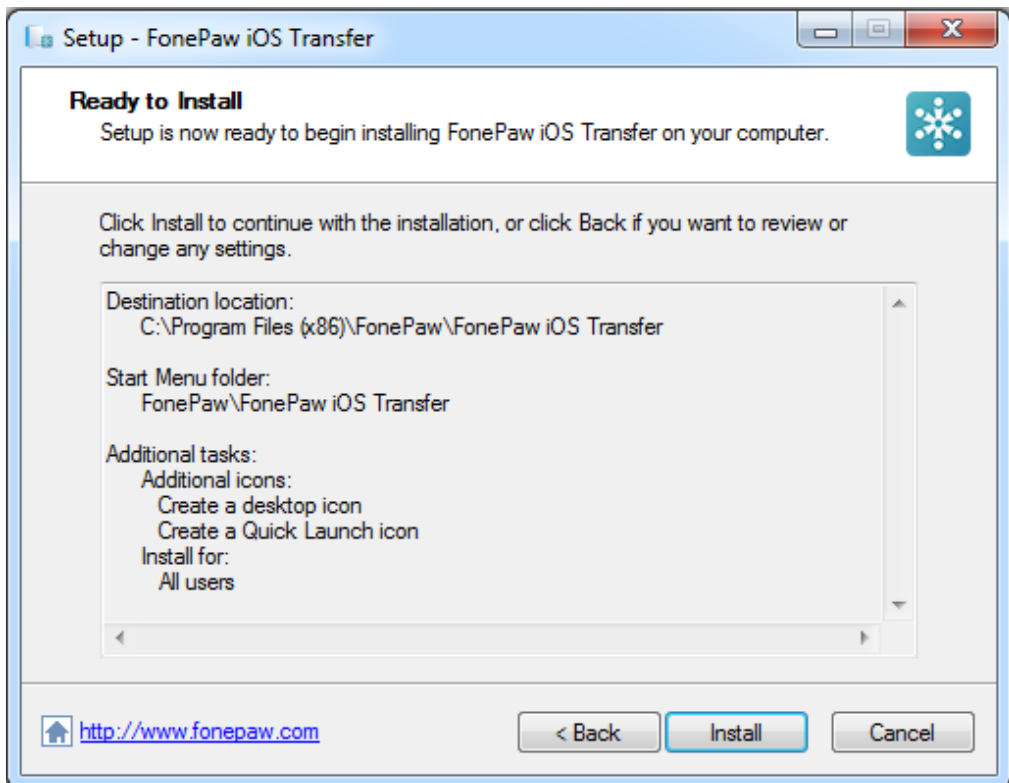 Setup - FonePaw iOS Transfer
Ready to Install
Setup is now ready to begin installing FonePaw iOS Transfer on your computer.
Click Install to continue with the installation, or click Back if you want to review or
change any settings.
Destination location:
C:\Program Files (x86)\FonePaw\FonePaw iOS Transfer
Start Menu folder:
FonePaw\FonePaw iOS Transfer
Additional tasks:
Additional icons:
Create a desktop icon
Create a Quick Launch icon
Install for:
All users
http://www.fonepaw.com
< Back
Install
Cancel